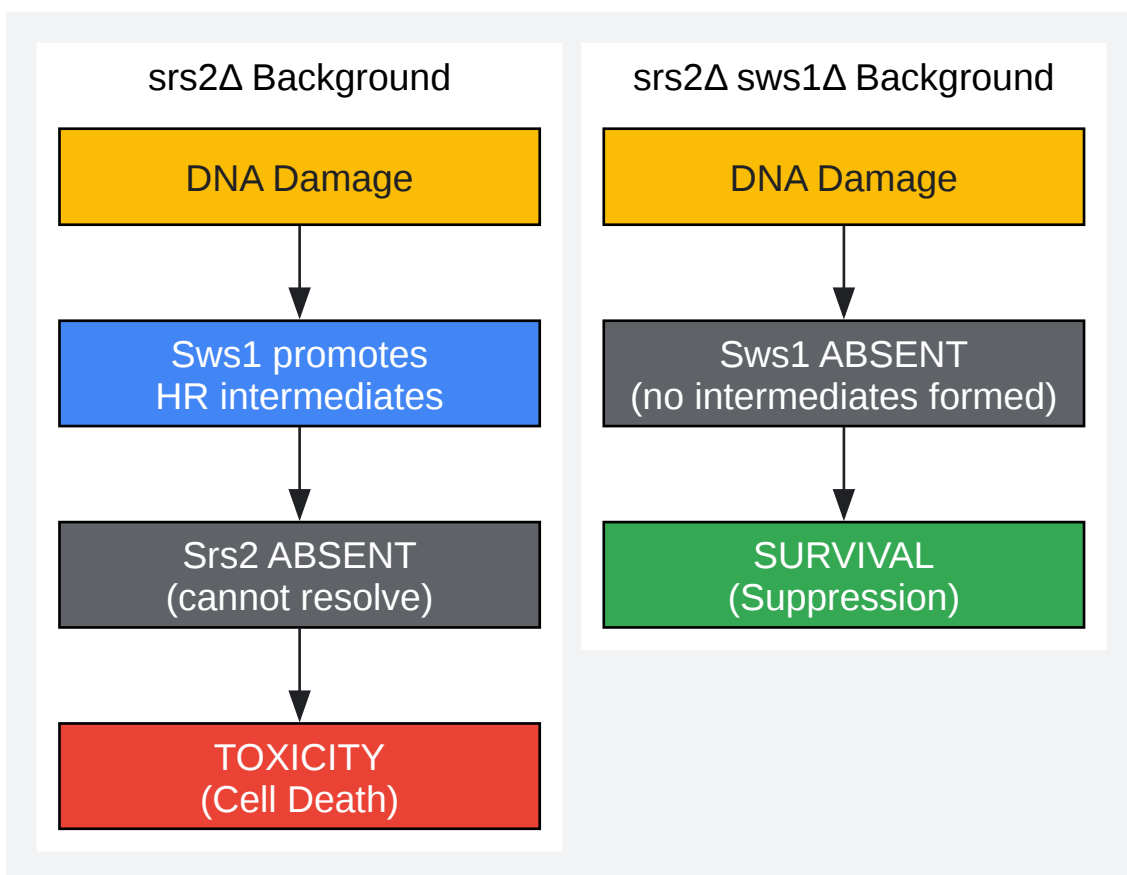 srs2Δ Background
DNA Damage
Sws1 promotes
HR intermediates
Srs2 ABSENT
(cannot resolve)
TOXICITY
(Cell Death)
srs2Δ sws1Δ Background
DNA Damage
Sws1 ABSENT
(no intermediates formed)
SURVIVAL
(Suppression)